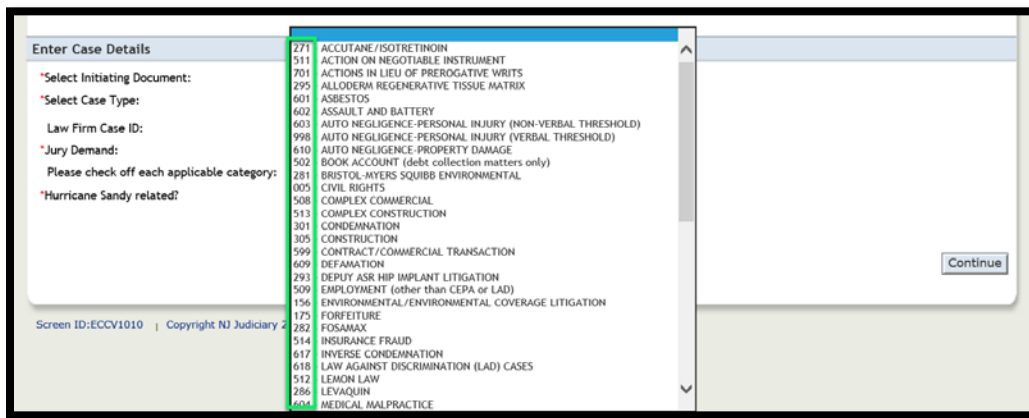 Enter Case Details
*Select Initiating Document:
*Select Case Type:
Law Firm Case ID:
*Jury Demand:
Please check off each applicable category:
*Hurricane Sandy related?
271 ACCUTANE/ISOTRETINOIN
511 ACTION ON NEGOTIABLE INSTRUMENT
701 ACTIONS IN LIEU OF PREROGATIVE WRITS
295 ALLODERM REGENERATIVE TISSUE MATRIX
601 ASBESTOS
602 ASSAULT AND BATTERY
603 AUTO NEGLIGENCE-PERSONAL INJURY (NON-VERBAL THRESHOLD)
998 AUTO NEGLIGENCE-PERSONAL INJURY (VERBAL THRESHOLD)
610 AUTO NEGLIGENCE-PROPERTY DAMAGE
502 BOOK ACCOUNT (debt collection matters only)
281 BRISTOL-MYERS SQUIBB ENVIRONMENTAL
005 CIVIL RIGHTS
508 COMPLEX COMMERCIAL
513 COMPLEX CONSTRUCTION
301 CONDEMNATION
305 CONSTRUCTION
599 CONTRACT/COMMERCIAL TRANSACTION
609 DEFAMATION
293 DEPUY ASR HIP IMPLANT LITIGATION
509 EMPLOYMENT (other than CEPA or LAD)
156 ENVIRONMENTAL/ENVIRONMENTAL COVERAGE LITIGATION
175 FORFEITURE
282 FOSAMAX
514 INSURANCE FRAUD
617 INVERSE CONDEMNATION
618 LAW AGAINST DISCRIMINATION (LAD) CASES
512 LEMON LAW
286 LEVAQUIN
604 MEDICAL MALPRACTICE
Continue
Screen ID:ECCV1010 | Copyright NJ Judiciary 2